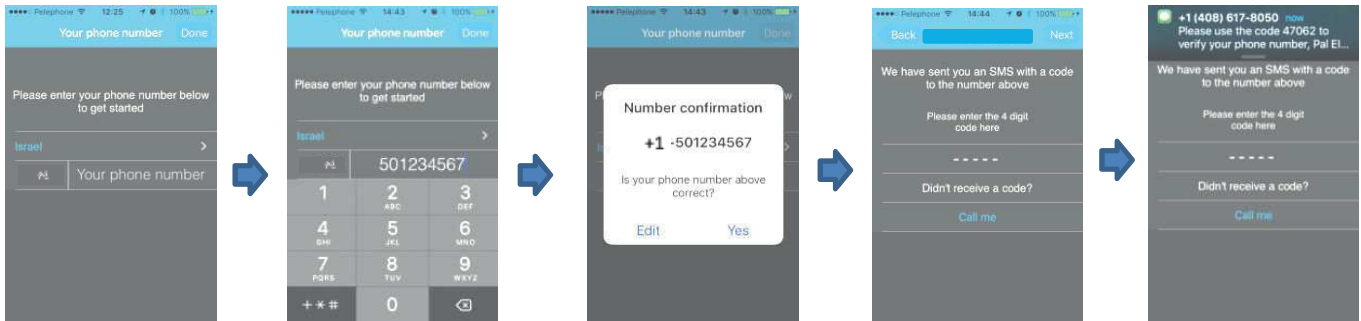 Pelephone 12:25 100%
Your phone number Done
Please enter your phone number below
to get started
Israel >
Your phone number
Pelephone 14:43 100%
Your phone number Done
Please enter your phone number below
to get started
Israel >
501234567
1 2 3
ABC DEF
4 5 6
GHI JKL MNO
7 8 9
PQRS TUV WXYZ
+*# 0
Pelephone 14:43 100%
Your phone number Done
Number confirmation
+1 -501234567
Is your phone number above
correct?
Edit Yes
Pelephone 14:44 100%
Back Next
We have sent you an SMS with a code
to the number above
Please enter the 4 digit
code here
- - - - -
Didn't receive a code?
Call me
+1 (408) 617-8050 now
Please use the code 47062 to
verify your phone number, Pal El...
We have sent you an SMS with a code
to the number above
Please enter the 4 digit
code here
- - - - -
Didn't receive a code?
Call me